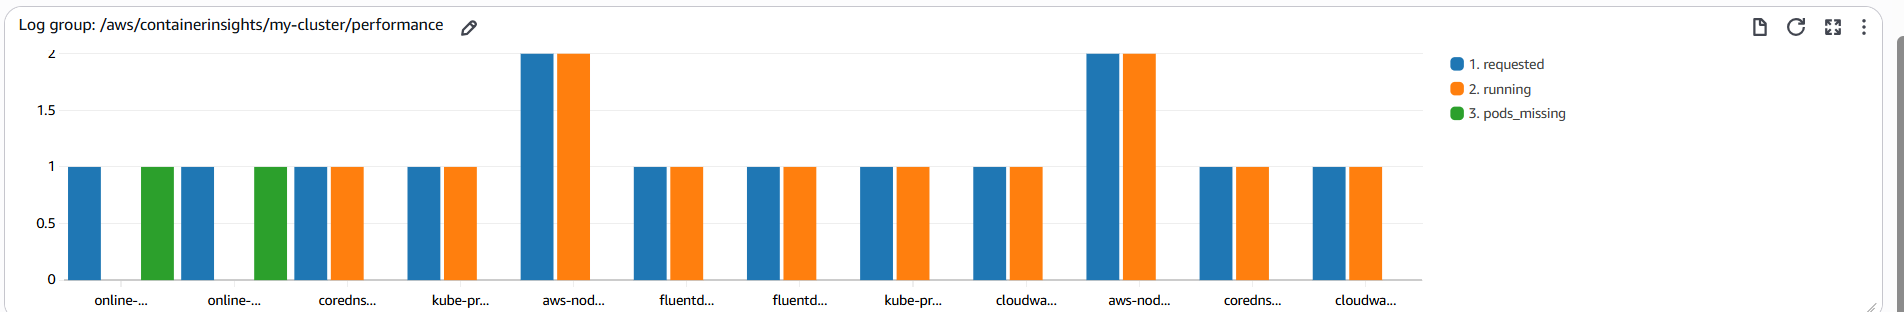 Log group: /aws/containerinsights/my-cluster/performance
2
1.5
1
0.5
0
online-...
online-...
coredns...
kube-pr...
aws-nod...
fluentd...
fluentd...
kube-pr...
cloudwa...
aws-nod...
coredns...
cloudwa...
1. requested
2. running
3. pods_missing